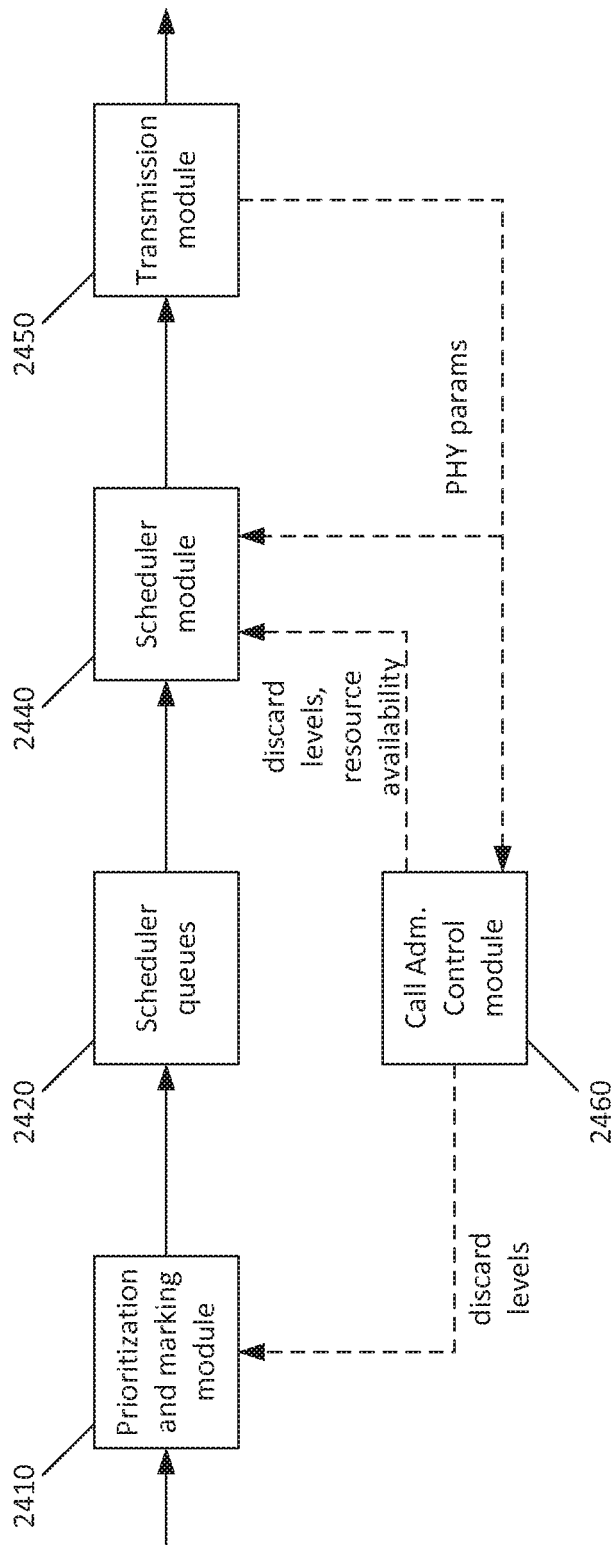 2410
Prioritization
and marking
module
2420
Scheduler
queues
2440
Scheduler
module
2450
Transmission
module
discard
levels
Call Adm.
Control
module
2460
discard
levels,
resource
availability
PHY params